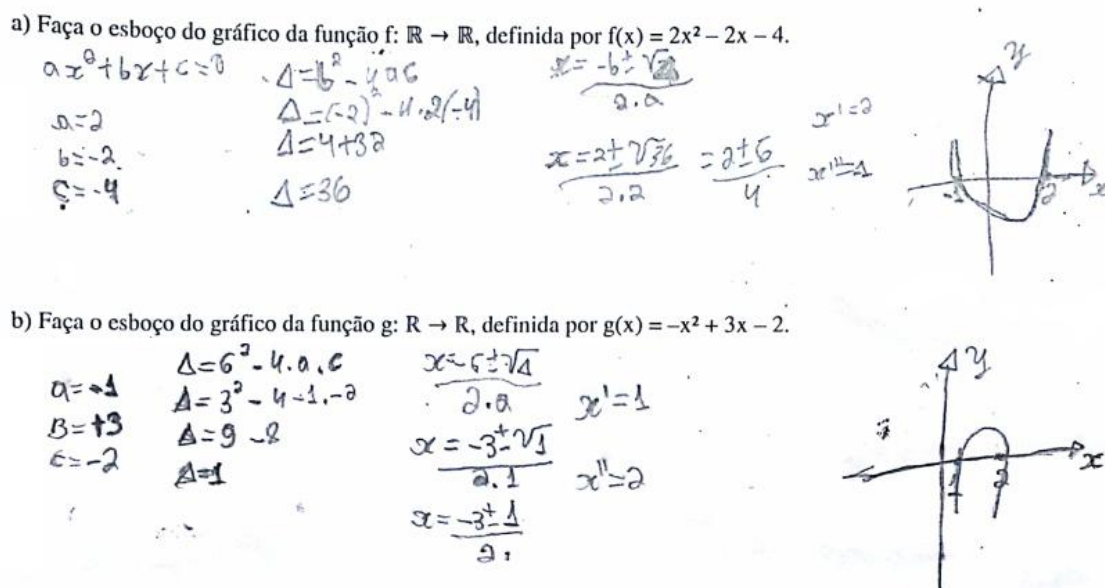 a) Faça o esboço do gráfico da função f: ℝ → ℝ, definida por f(x) = 2x² – 2x – 4.
ax²+bx+c=0
a=2
b=-2.
c=-4
Δ=b²-4ac
Δ=(-2)²-4.2(-4)
Δ=4+32
Δ=36
x=-b±√Δ
2.a
x=2±√36 =2±6
2.2 4
x'=2
x''=-1
y
-1 2 x
b) Faça o esboço do gráfico da função g: R → R, definida por g(x) = –x² + 3x – 2.
a=-1
B=+3
c=-2
Δ=b²-4.a.c
Δ=3²-4-1.-2
Δ=9-8
Δ=1
x=-b±√Δ
2.a
x=-3±√1
2.1
x=-3±1
2.
x'=1
x''=2
y
1 2 x